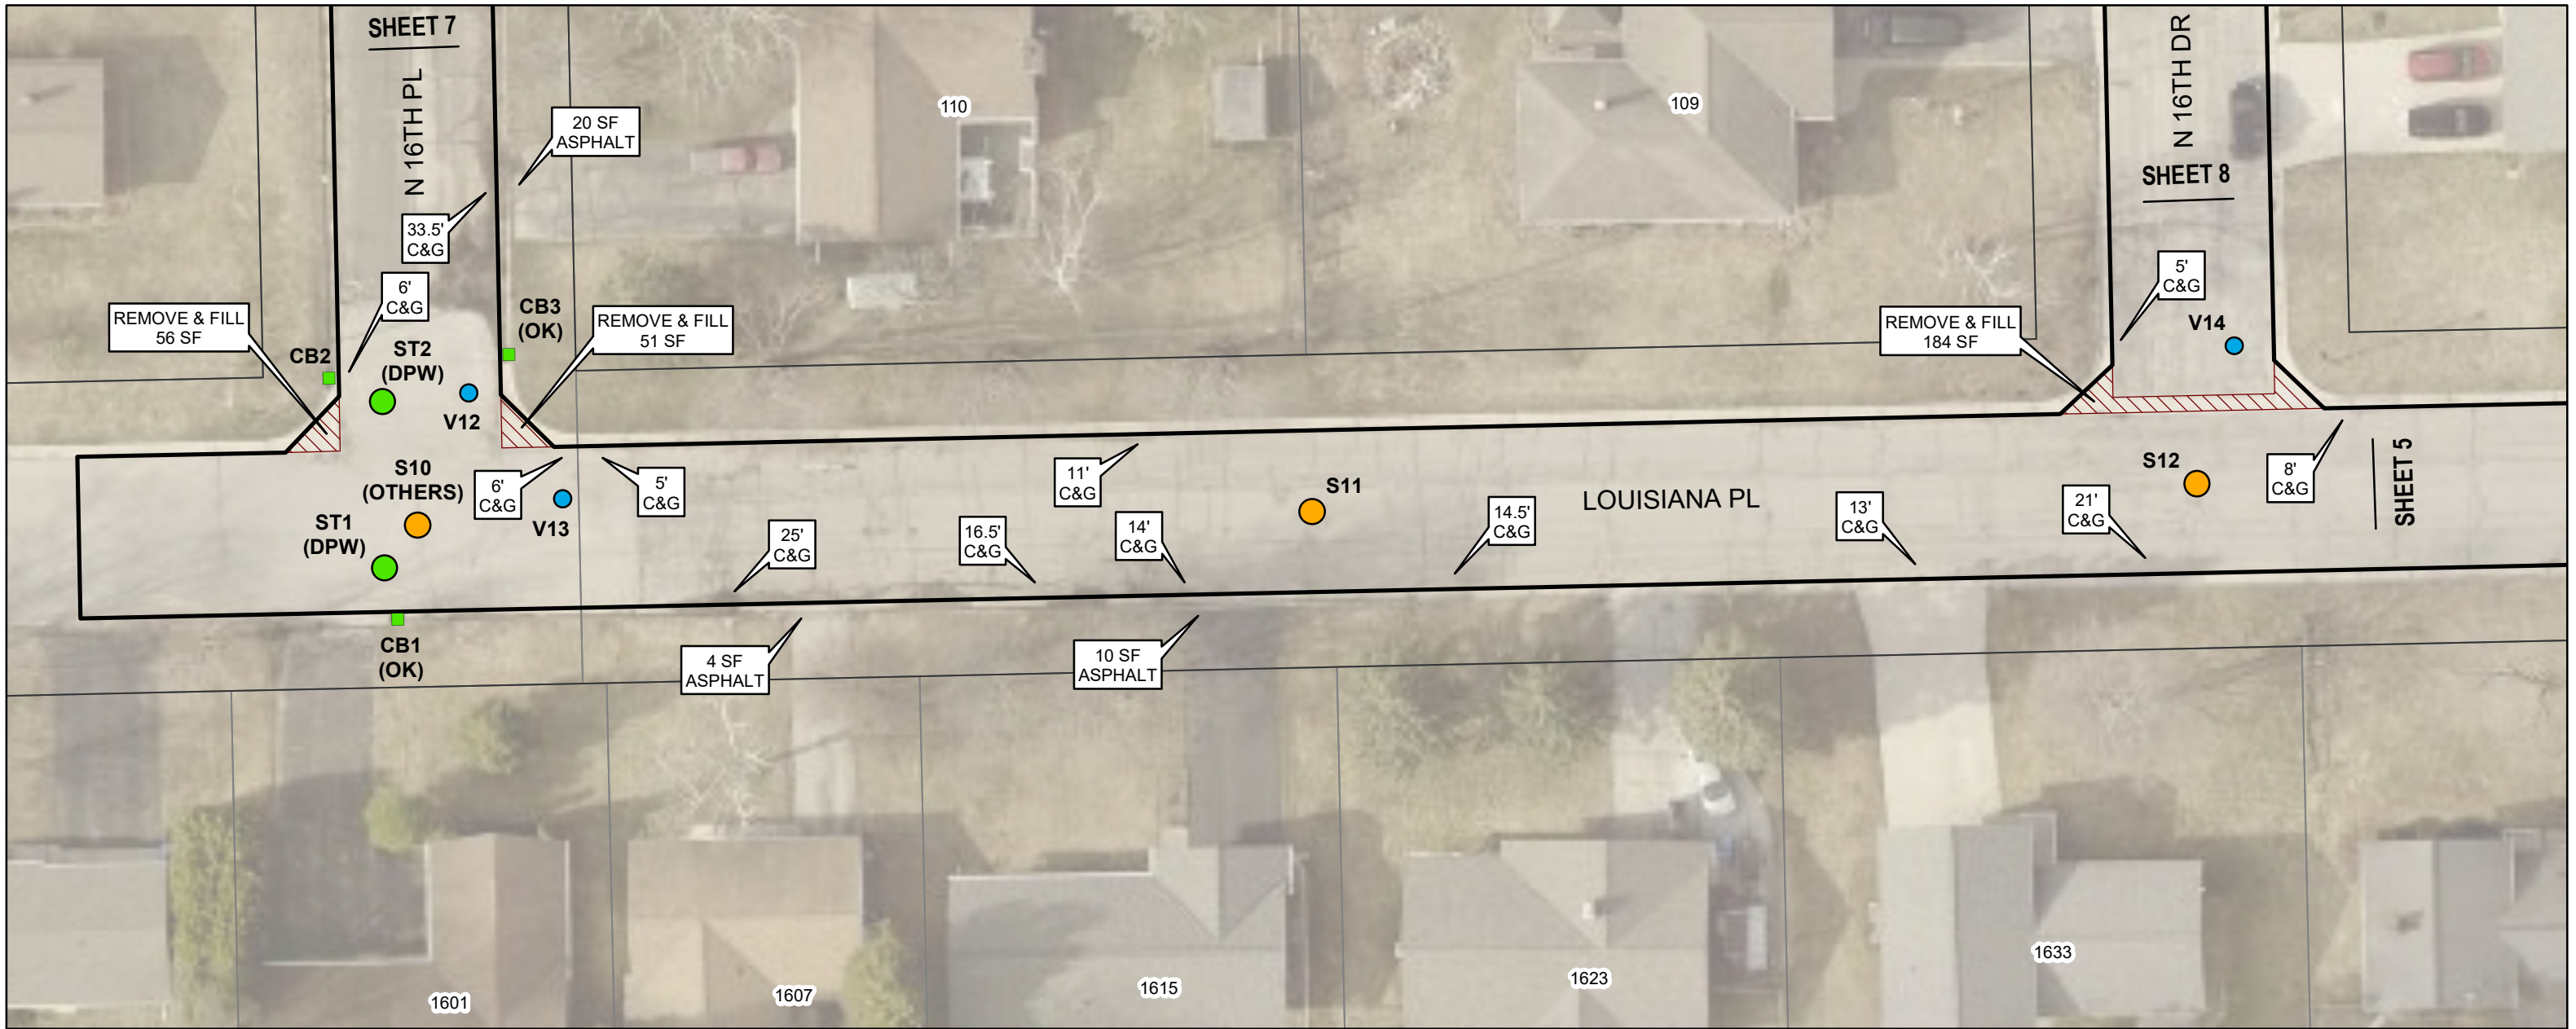 SHEET 7
N 16TH PL
20 SF
ASPHALT
110
109
N 16TH DR
SHEET 8
33.5'
C&G
6'
C&G
5'
C&G
REMOVE & FILL
56 SF
CB2
ST2
(DPW)
V12
CB3
(OK)
REMOVE & FILL
51 SF
REMOVE & FILL
184 SF
V14
S10
(OTHERS)
ST1
(DPW)
6'
C&G
V13
5'
C&G
11'
C&G
S11
LOUISIANA PL
S12
8'
C&G
SHEET 5
25'
C&G
16.5'
C&G
14'
C&G
14.5'
C&G
13'
C&G
21'
C&G
CB1
(OK)
4 SF
ASPHALT
10 SF
ASPHALT
1601
1607
1615
1623
1633